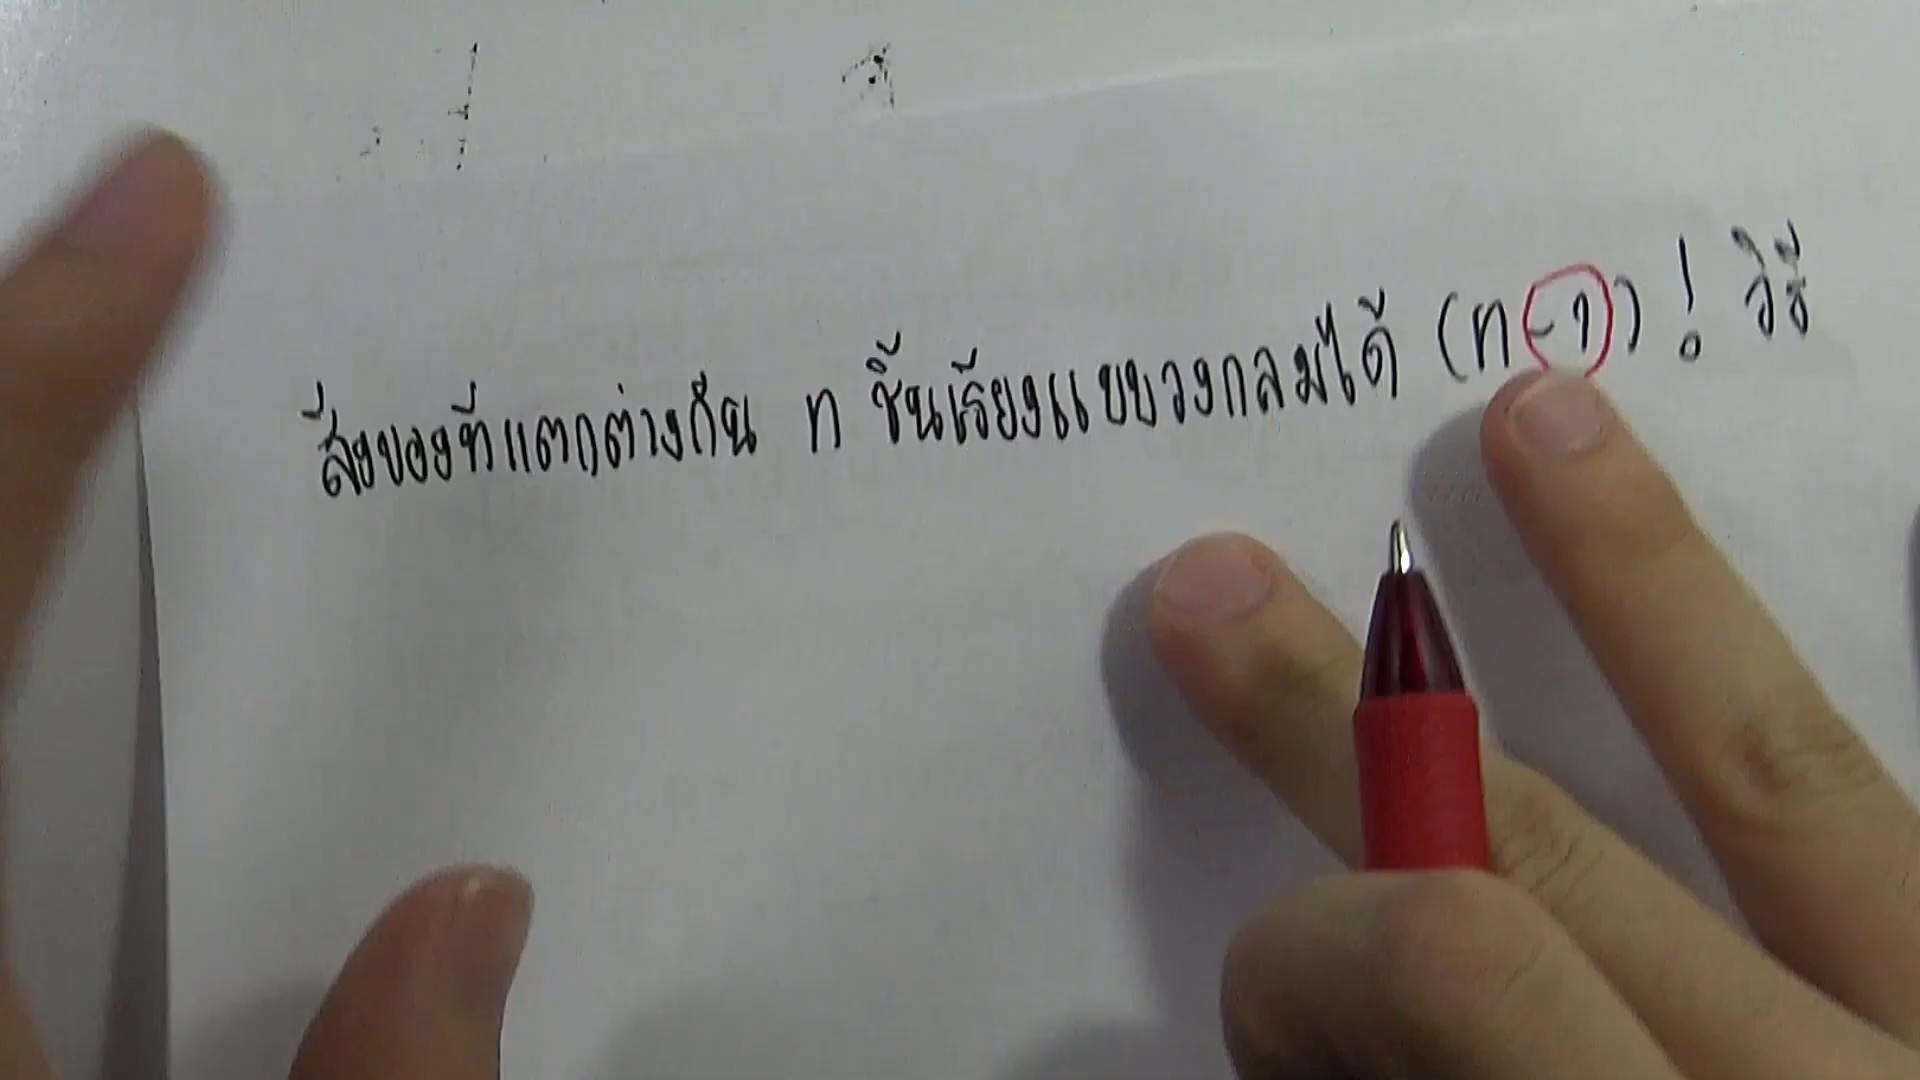 สิ่งของที่แตกต่างกัน n ชิ้นเรียงแบบวงกลมได้ (n-1)! วิธี